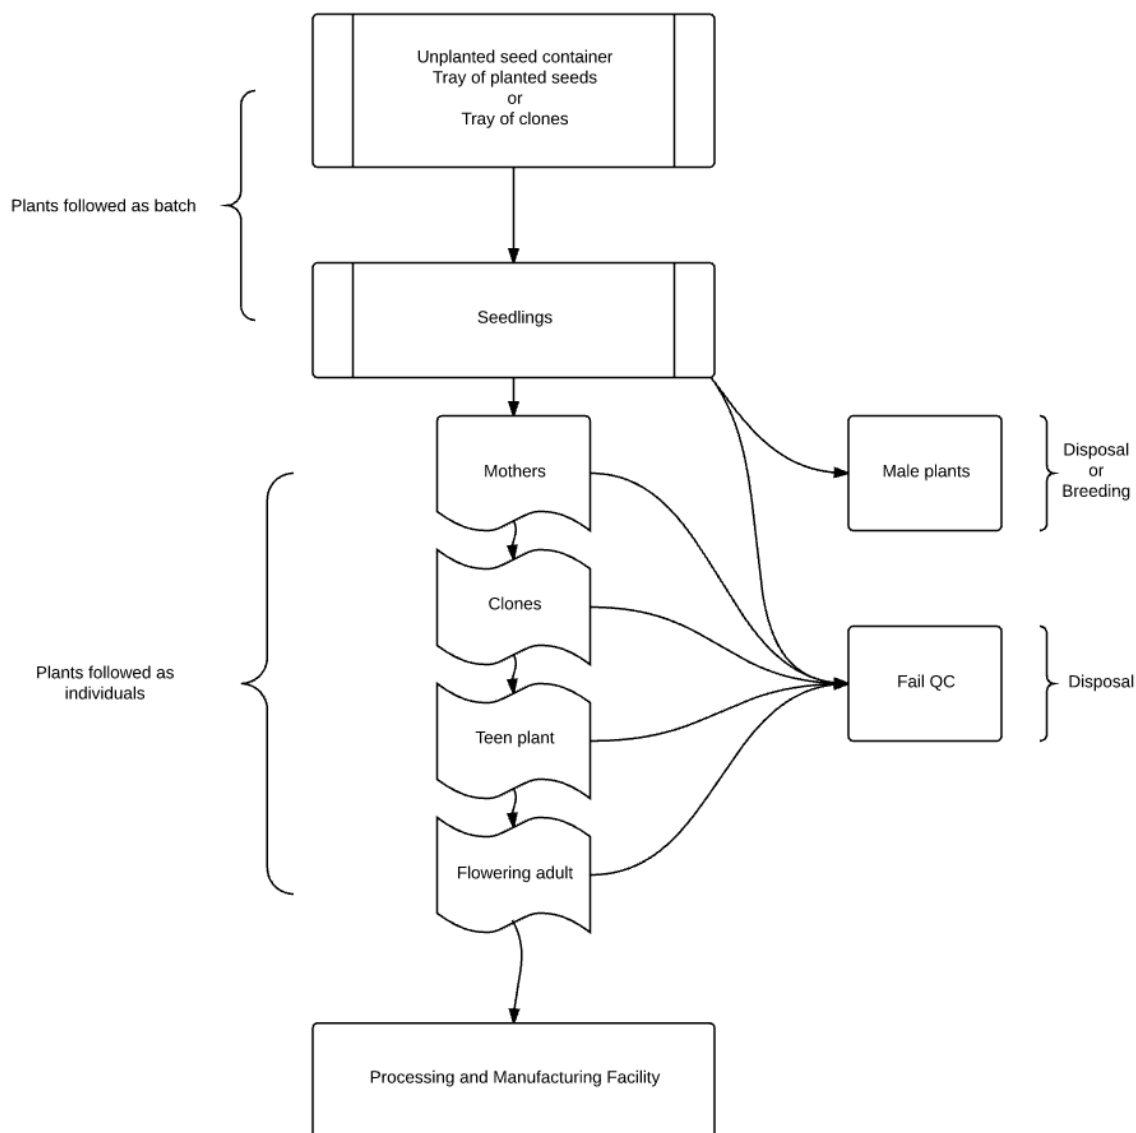 Unplanted seed container
Tray of planted seeds
or
Tray of clones
Plants followed as batch
Seedlings
Mothers
Male plants
Disposal
or
Breeding
Clones
Plants followed as
individuals
Fail QC
Disposal
Teen plant
Flowering adult
Processing and Manufacturing Facility